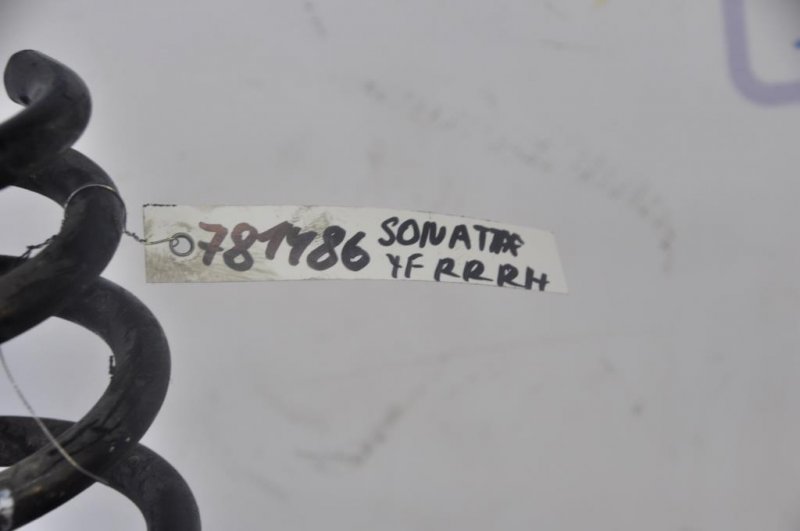 781486 SONATA
YF RR RH